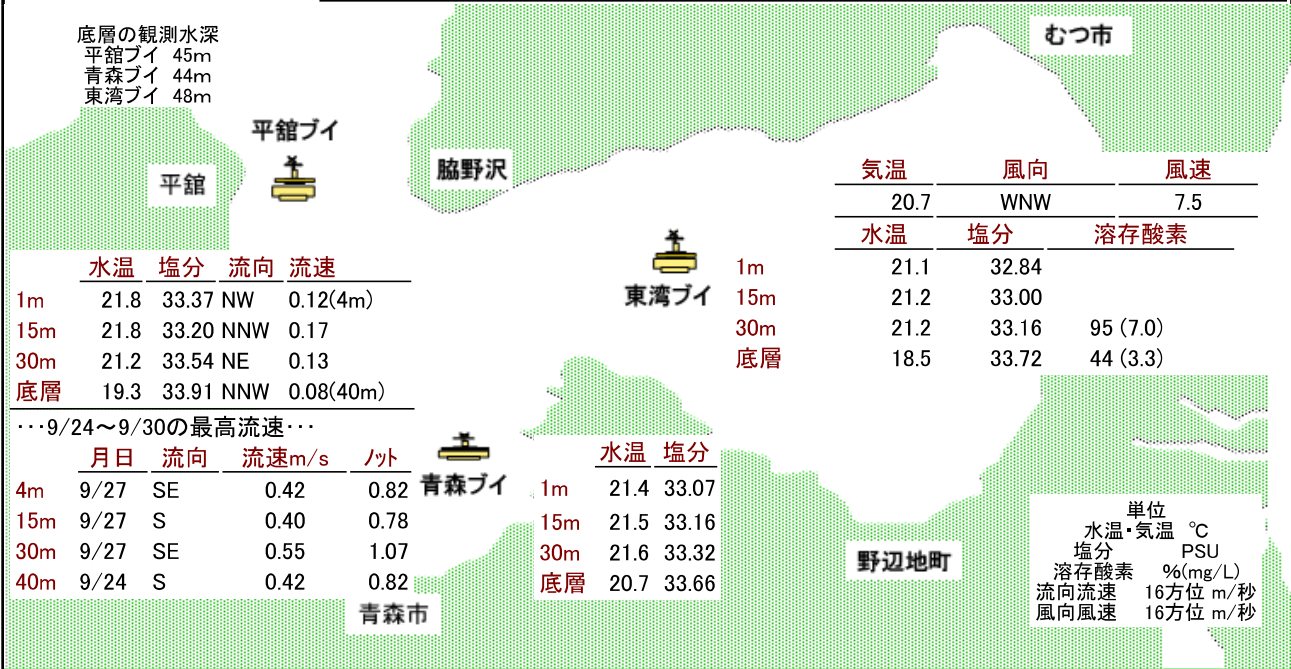 底層の観測水深
平舘ブイ 45m
青森ブイ 44m
東湾ブイ 48m
むつ市
平舘ブイ
脇野沢
平舘
気温 風向 風速
20.7 WNW 7.5
水温 塩分 溶存酸素
1m 21.1 32.84
15m 21.2 33.00
30m 21.2 33.16 95 (7.0)
底層 18.5 33.72 44 (3.3)
東湾ブイ
水温 塩分 流向 流速
1m 21.8 33.37 NW 0.12(4m)
15m 21.8 33.20 NNW 0.17
30m 21.2 33.54 NE 0.13
底層 19.3 33.91 NNW 0.08(40m)
･･･9/24～9/30の最高流速･･･
月日 流向 流速m/s ノット
4m 9/27 SE 0.42 0.82
15m 9/27 S 0.40 0.78
30m 9/27 SE 0.55 1.07
40m 9/24 S 0.42 0.82
青森ブイ
水温 塩分
1m 21.4 33.07
15m 21.5 33.16
30m 21.6 33.32
底層 20.7 33.66
青森市
野辺地町
単位
水温・気温 ℃
塩分 PSU
溶存酸素 %(mg/L)
流向流速 16方位 m/秒
風向風速 16方位 m/秒